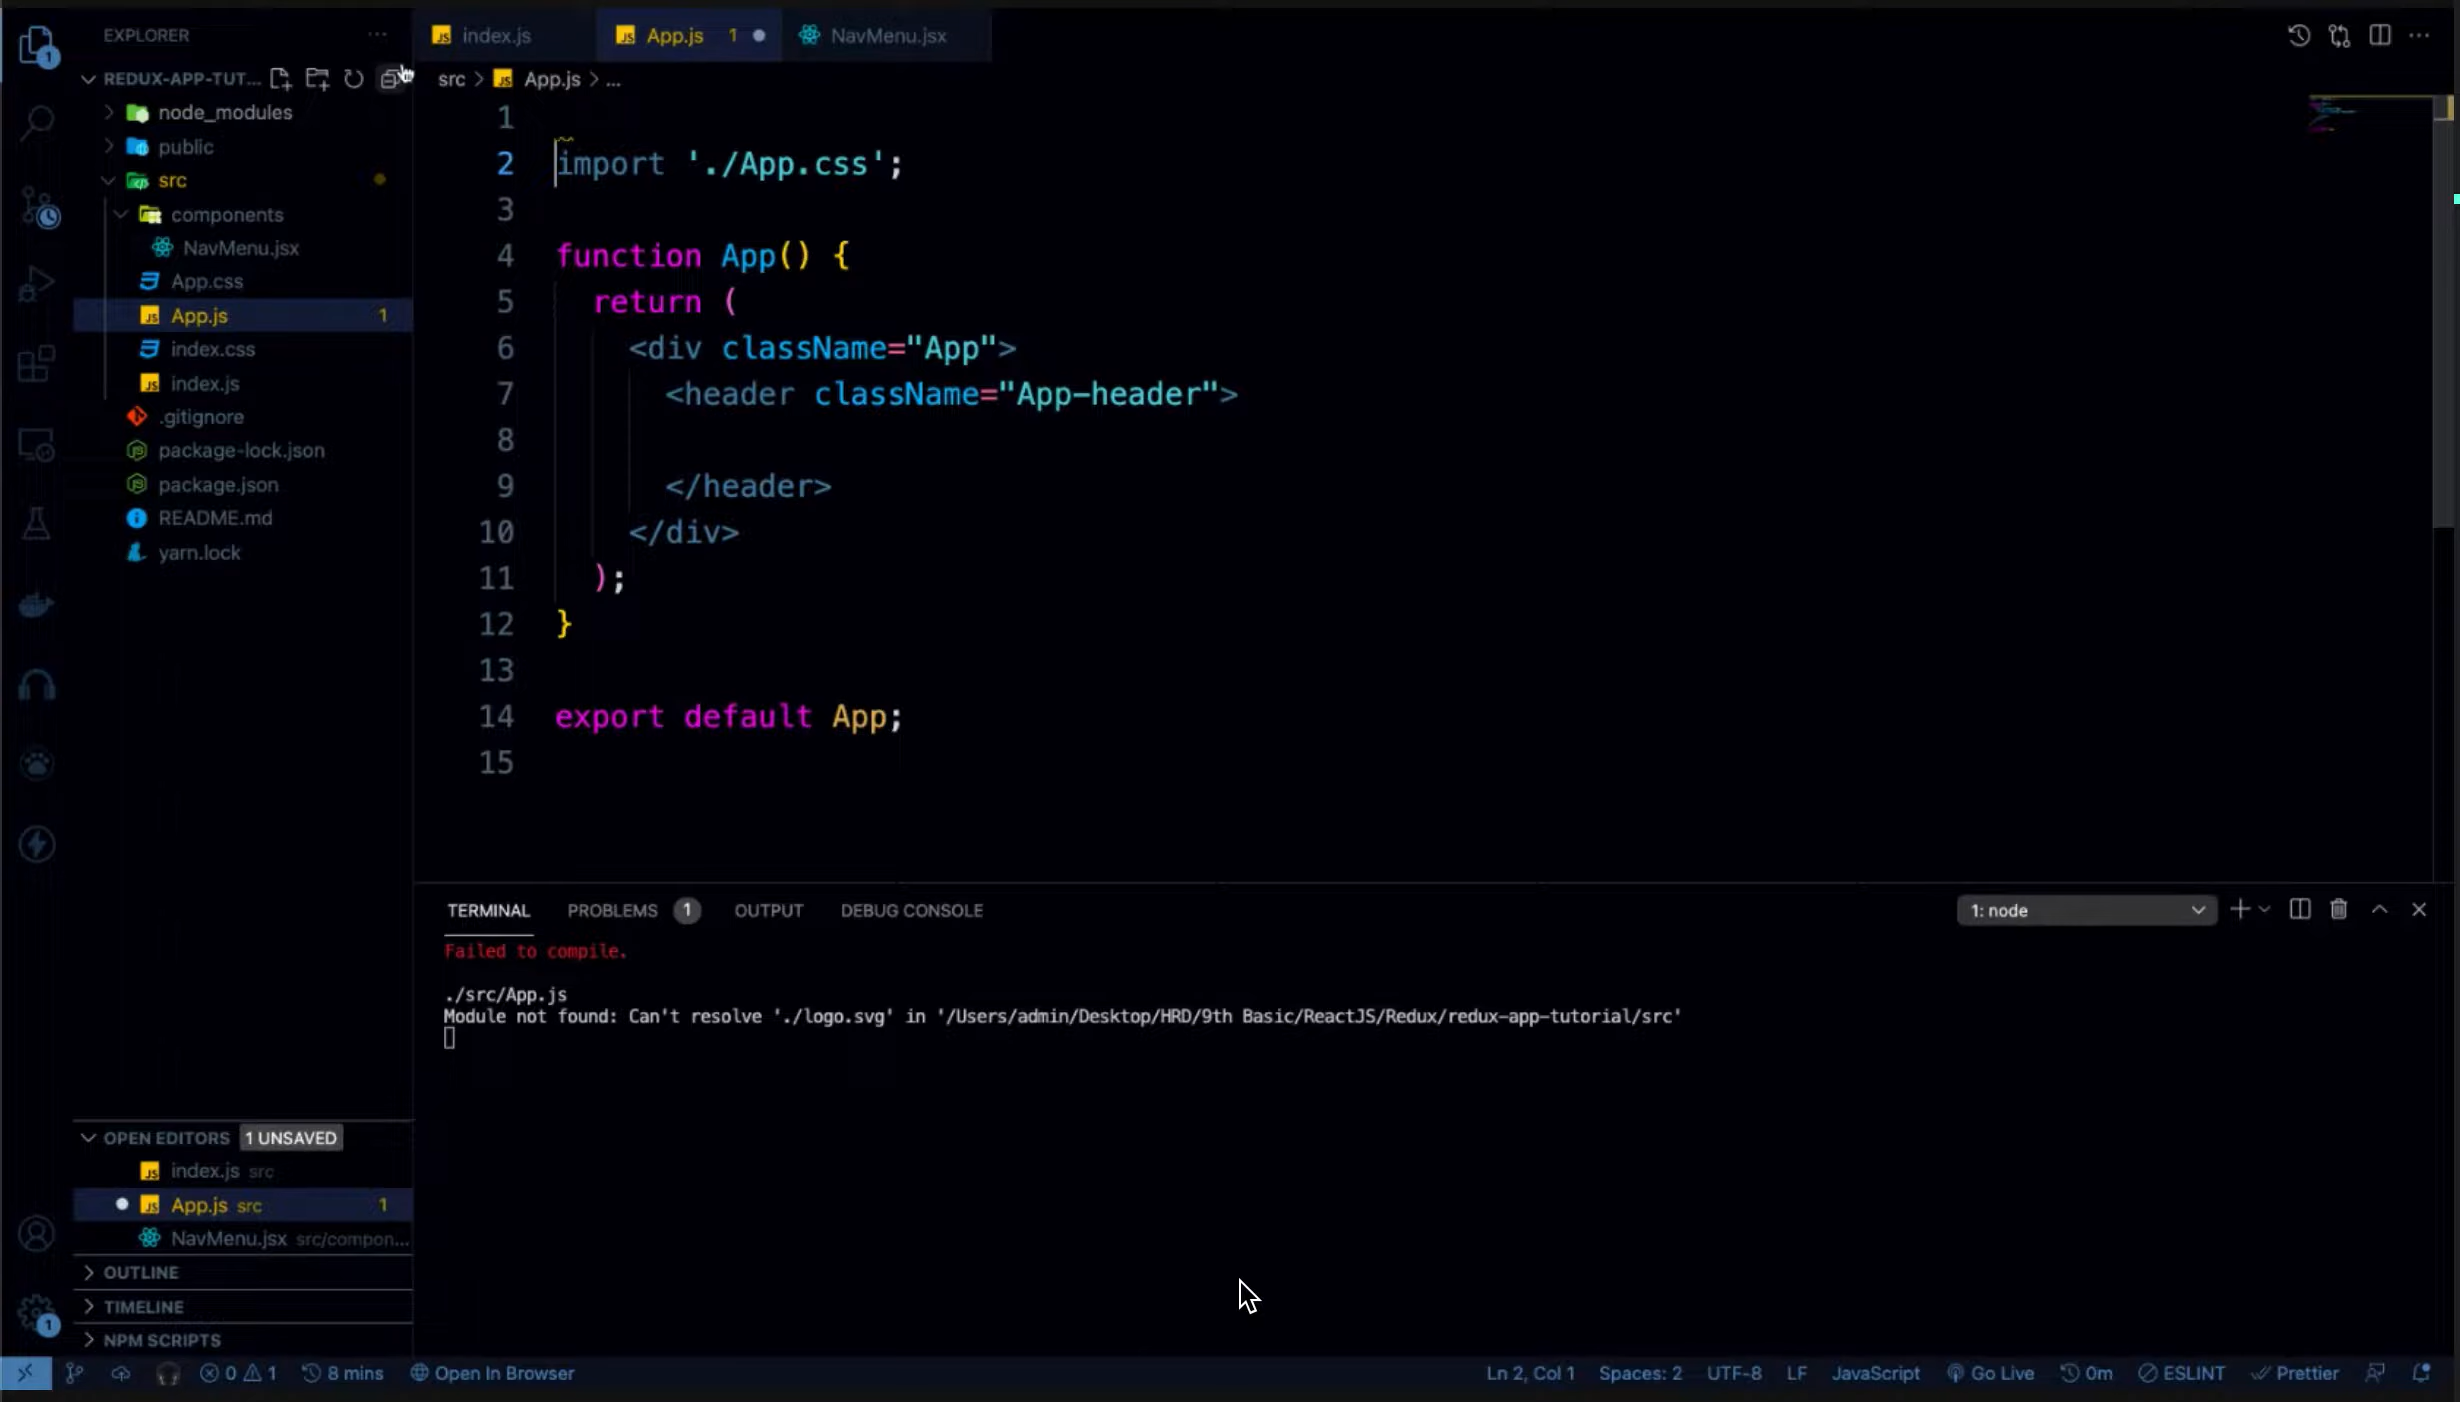 EXPLORER
REDUX-APP-TUT...
node_modules
public
src
components
NavMenu.jsx
App.css
App.js 1
index.css
index.js
.gitignore
package-lock.json
package.json
README.md
yarn.lock
OPEN EDITORS 1 UNSAVED
index.js src
App.js src 1
NavMenu.jsx src/compon...
OUTLINE
TIMELINE
NPM SCRIPTS
index.js App.js 1 NavMenu.jsx
src > App.js > ...
1
2 import './App.css';
3
4 function App() {
5 return (
6 <div className="App">
7 <header className="App-header">
8
9 </header>
10 </div>
11 );
12 }
13
14 export default App;
15
TERMINAL PROBLEMS 1 OUTPUT DEBUG CONSOLE 1: node
Failed to compile.
./src/App.js
Module not found: Can't resolve './logo.svg' in '/Users/admin/Desktop/HRD/9th Basic/ReactJS/Redux/redux-app-tutorial/src'
0 1 8 mins Open In Browser Ln 2, Col 1 Spaces: 2 UTF-8 LF JavaScript Go Live 0m ESLINT Prettier